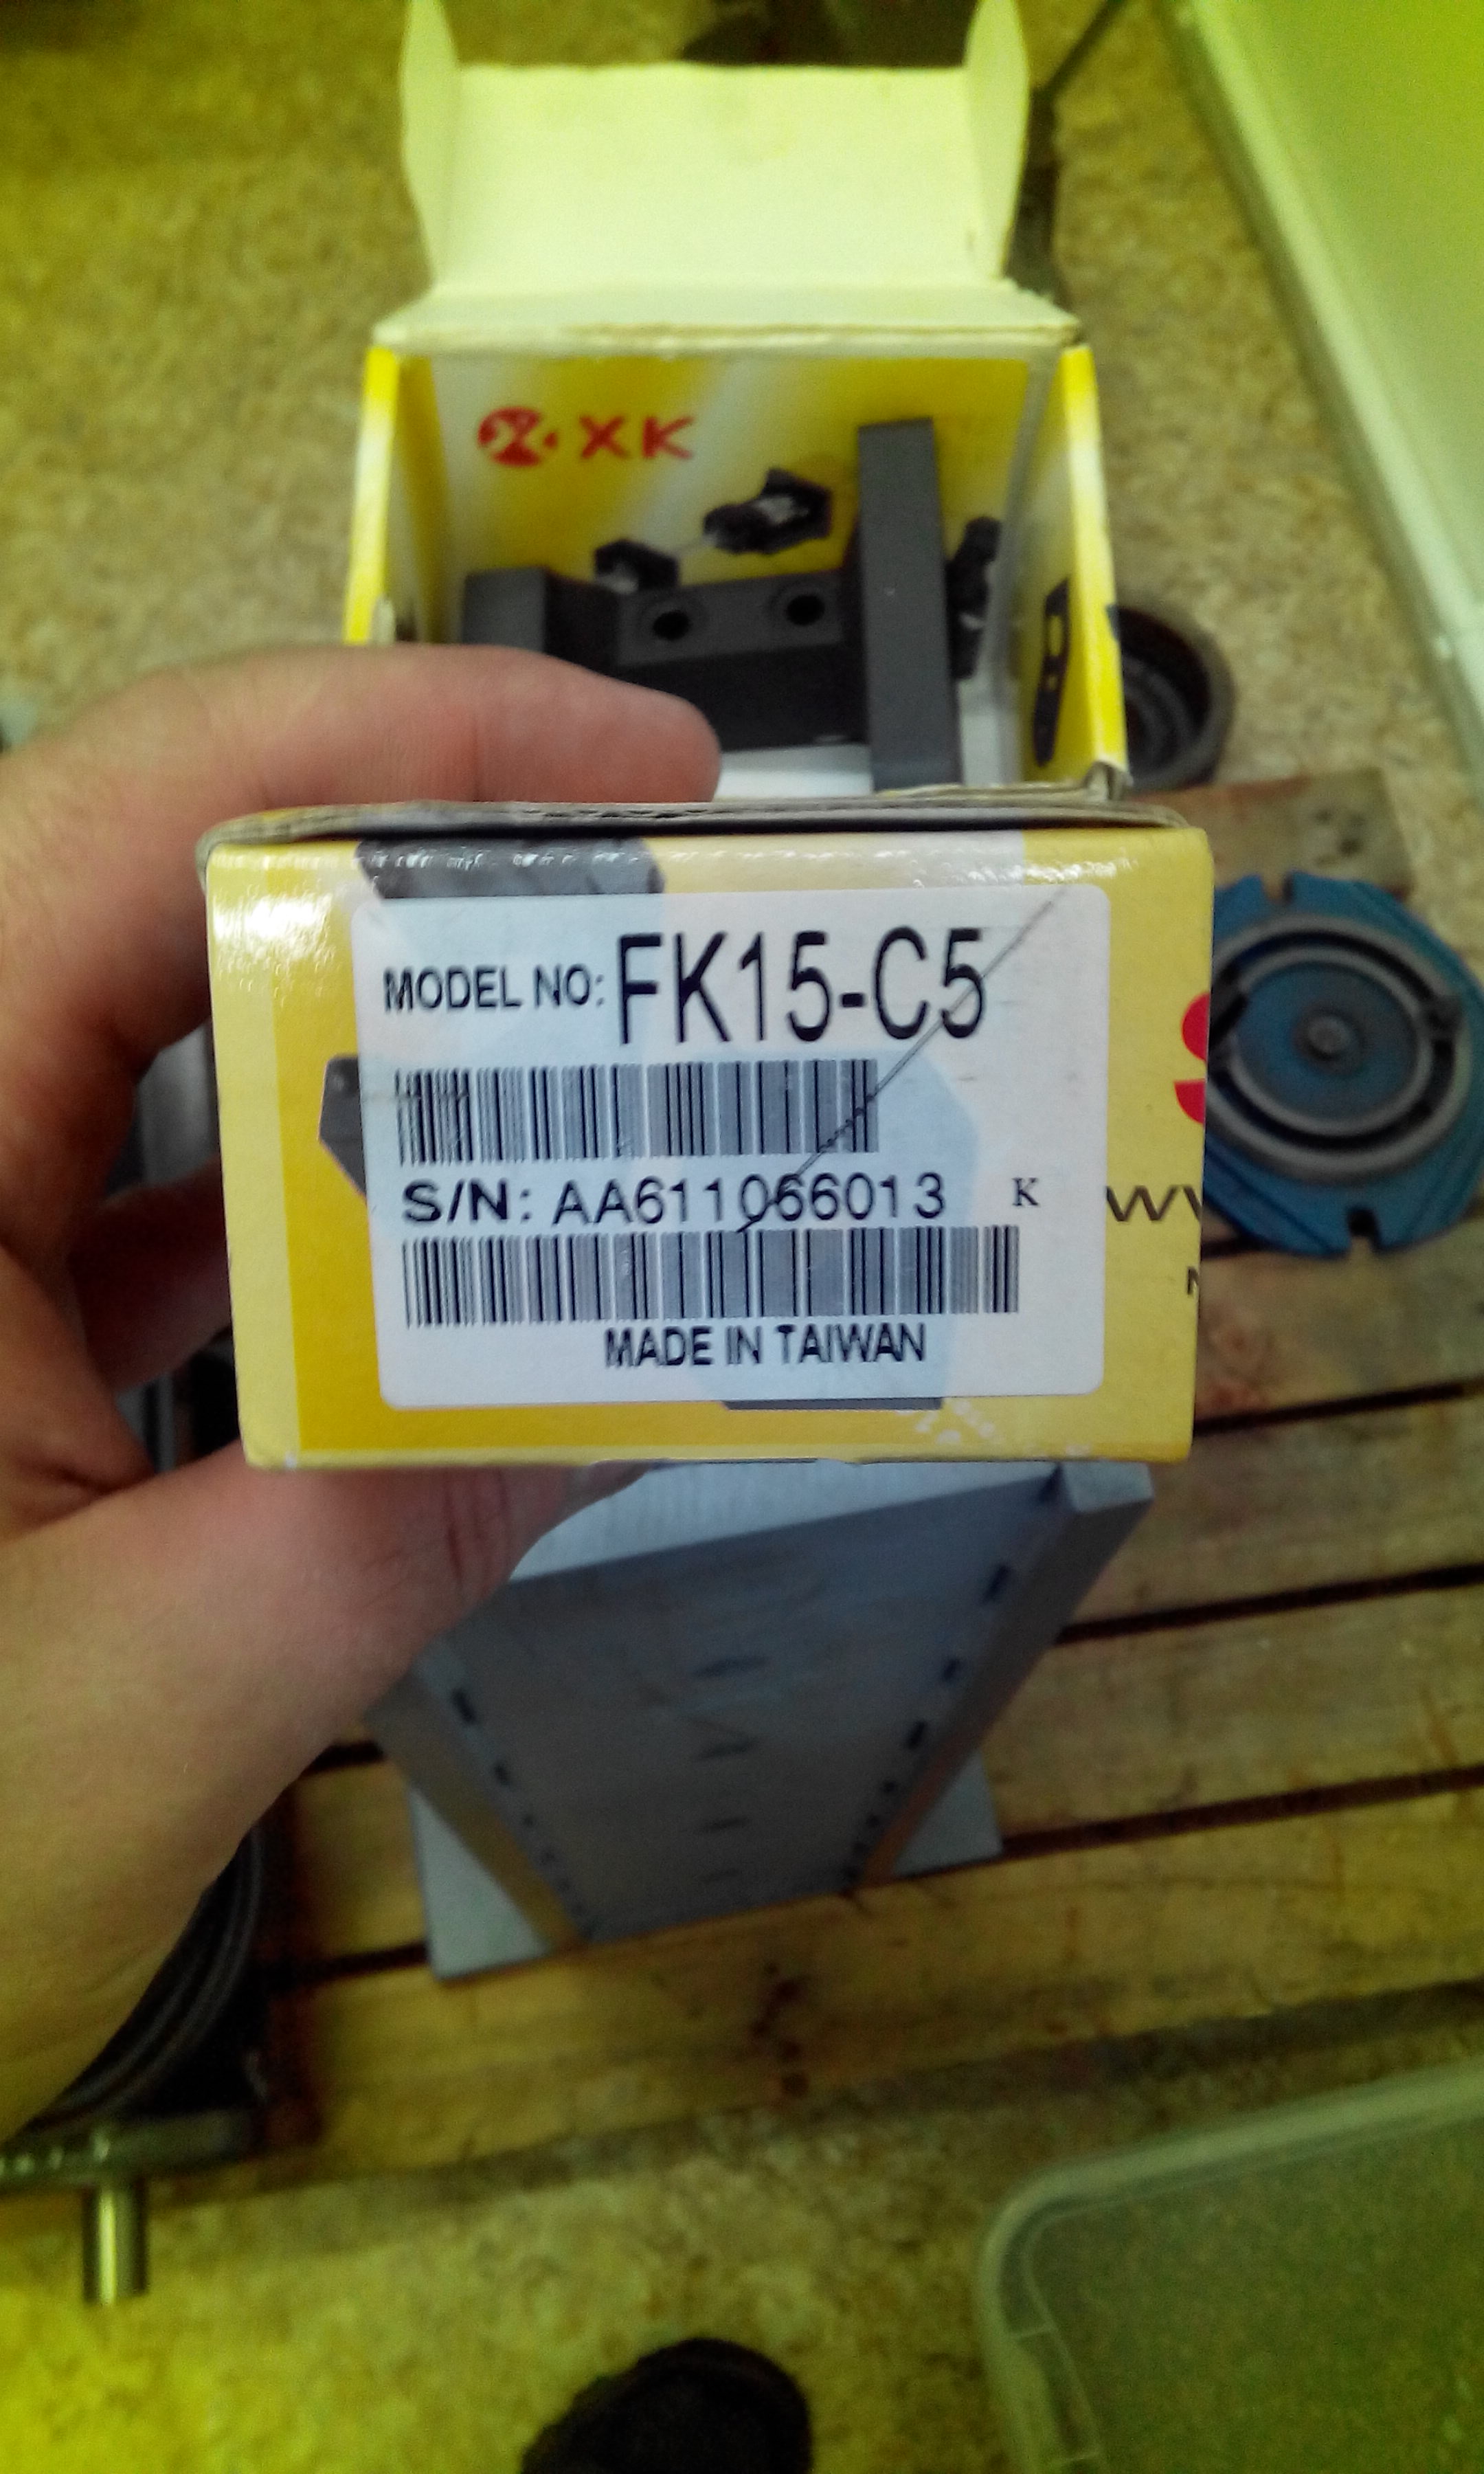 XK
MODEL NO: FK15-C5
S/N: AA611066013 K
MADE IN TAIWAN